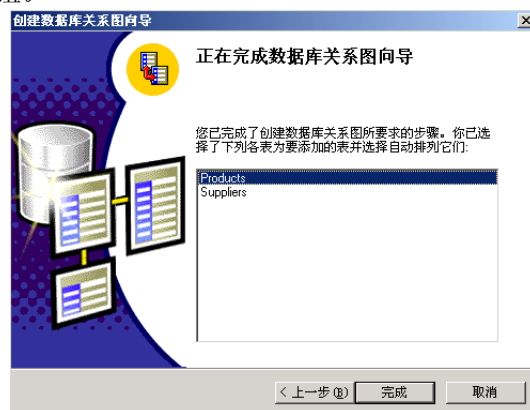 创建数据库关系图向导
正在完成数据库关系图向导
您已完成了创建数据库关系图所要求的步骤。你已选
择了下列各表为要添加的表并选择自动排列它们:
Products
Suppliers
< 上一步(B)
完成
取消